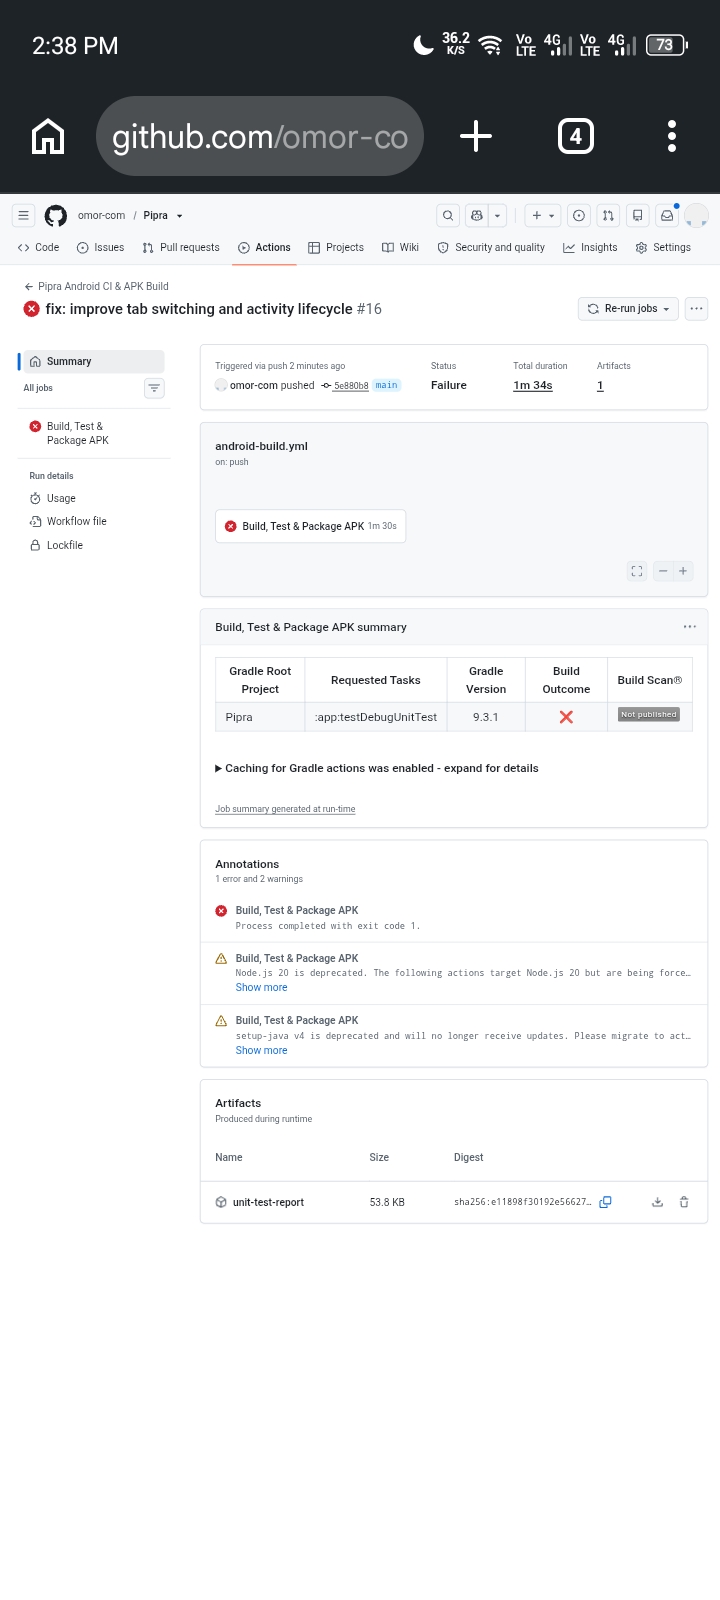 2:38 PM
36.2 K/S
Vo LTE 4G Vo LTE 4G 73
github.com/omor-co
4
omor-com / Pipra
Code Issues Pull requests Actions Projects Wiki Security and quality Insights Settings
Pipra Android CI & APK Build
fix: improve tab switching and activity lifecycle #16
Re-run jobs
Summary
All jobs
Build, Test &
Package APK
Run details
Usage
Workflow file
Lockfile
Triggered via push 2 minutes ago
omor-com pushed 5e880b8 main
Status
Failure
Total duration
1m 34s
Artifacts
1
android-build.yml
on: push
Build, Test & Package APK 1m 30s
Build, Test & Package APK summary
Gradle Root Project
Requested Tasks
Gradle Version
Build Outcome
Build Scan®
Pipra
:app:testDebugUnitTest
9.3.1
Not published
Caching for Gradle actions was enabled - expand for details
Job summary generated at run-time
Annotations
1 error and 2 warnings
Build, Test & Package APK
Process completed with exit code 1.
Build, Test & Package APK
Node.js 20 is deprecated. The following actions target Node.js 20 but are being force…
Show more
Build, Test & Package APK
setup-java v4 is deprecated and will no longer receive updates. Please migrate to act…
Show more
Artifacts
Produced during runtime
Name Size Digest
unit-test-report 53.8 KB sha256:e11898f30192e56627…